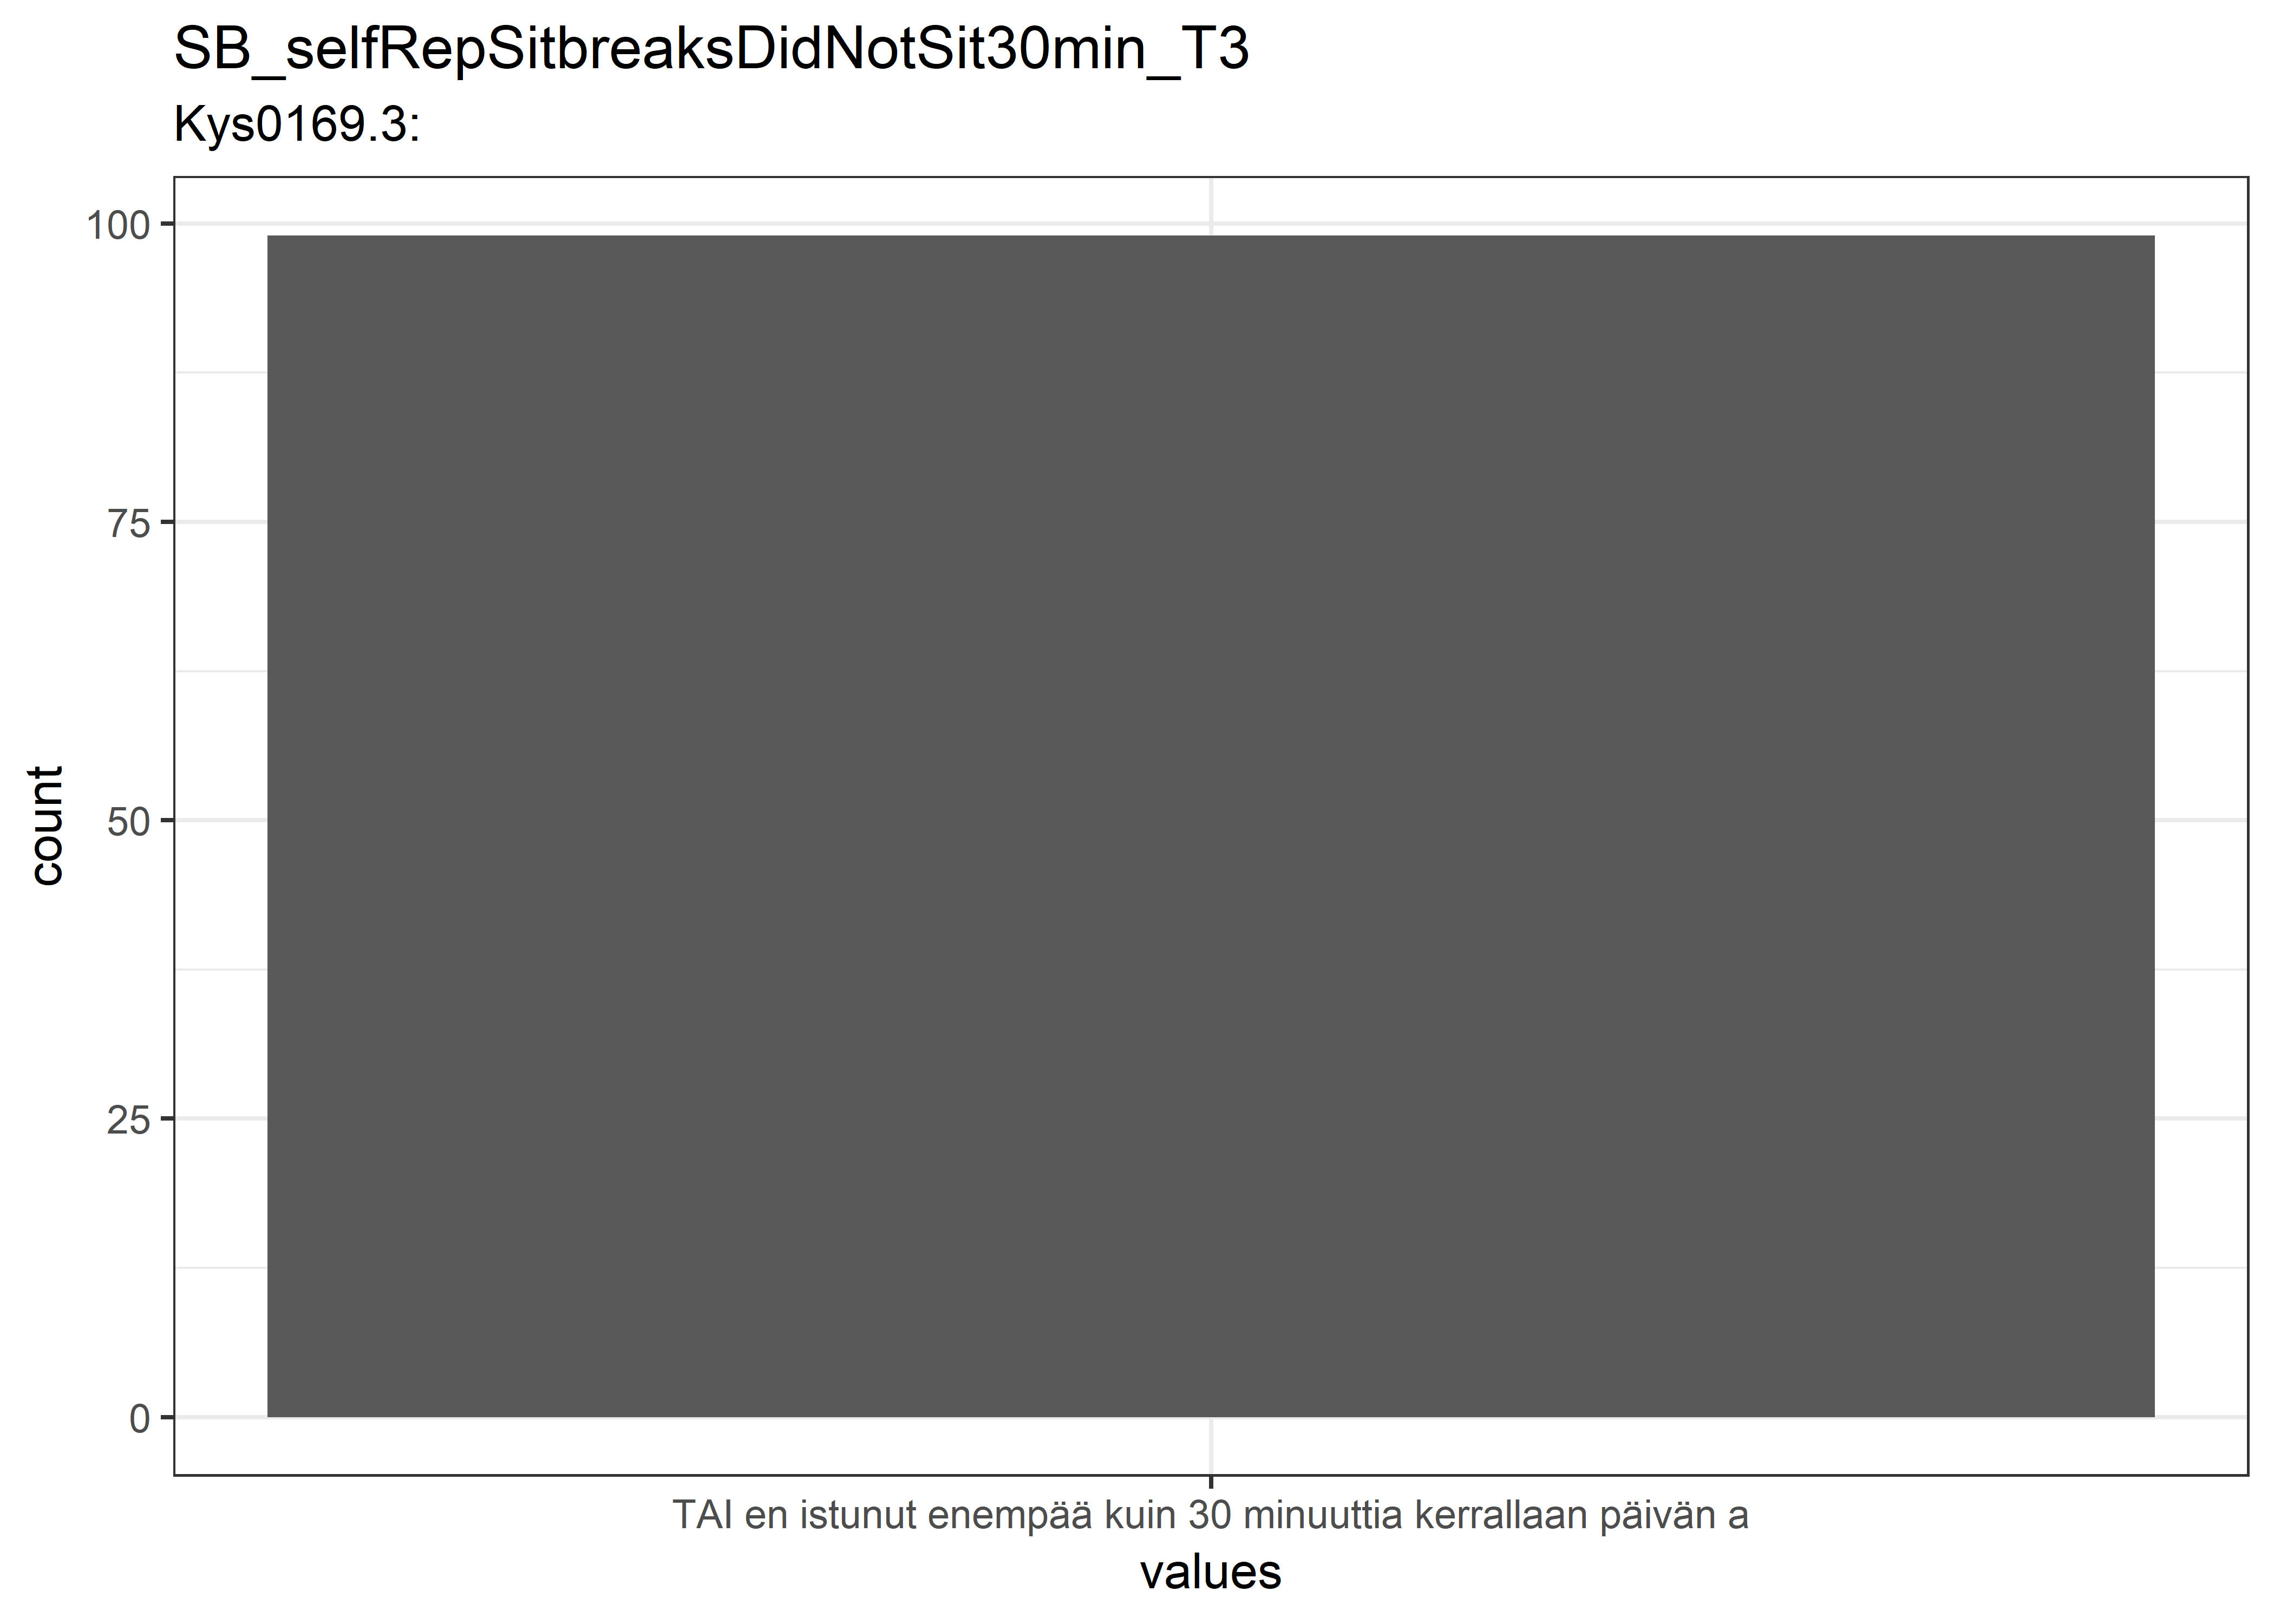 SB_selfRepSitbreaksDidNotSit30min_T3
Kys0169.3:
100
75
50
25
0
count
TAI en istunut enempää kuin 30 minuuttia kerrallaan päivän a
values